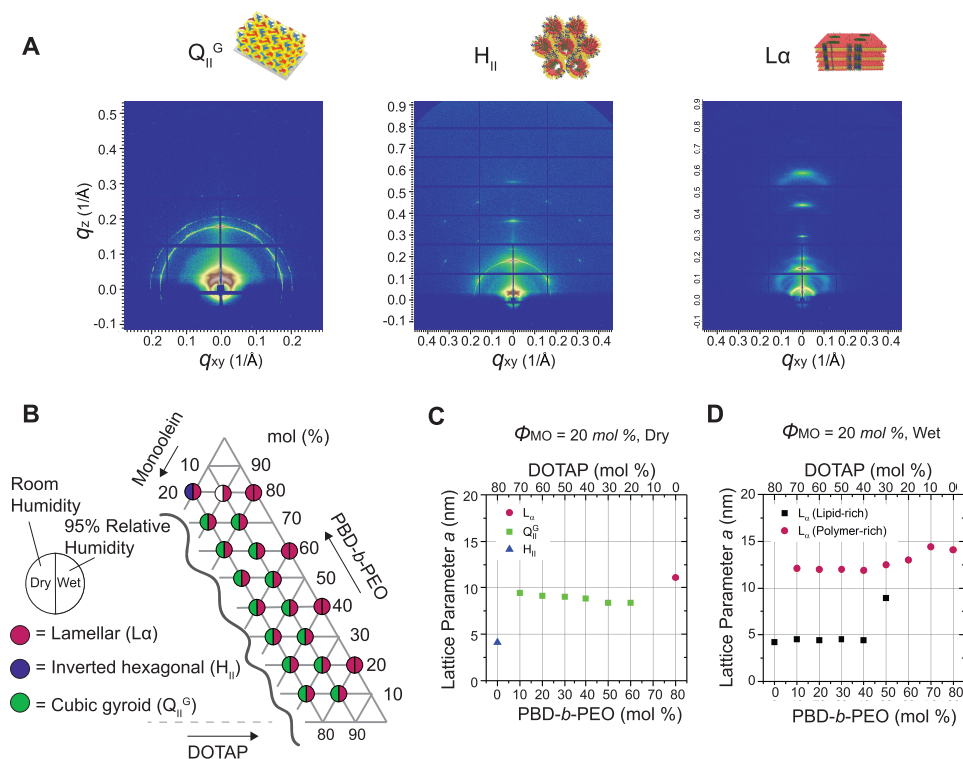 A
Q_II^G
H_II
Lα
0.5
0.4
0.3
0.2
0.1
0.0
-0.1
q_z (1/Å)
0.2 0.1 0.0 0.1 0.2
q_xy (1/Å)
0.9
0.8
0.7
0.6
0.5
0.4
0.3
0.2
0.1
0.0
-0.1
0.4 0.3 0.2 0.1 0 0.1 0.2 0.3 0.4
q_xy (1/Å)
0.9
0.8
0.7
0.6
0.5
0.4
0.3
0.2
0.1
0.0
-0.1
0.4 0.2 0 0.2 0.4
q_xy (1/Å)
B
Monoolein
mol (%)
10
20
90
80
70
60
50
40
30
20
10
80 90
PBD-b-PEO
DOTAP
Room
Humidity
95% Relative
Humidity
Dry Wet
= Lamellar (Lα)
= Inverted hexagonal (H_II)
= Cubic gyroid (Q_II^G)
C
Φ_MO = 20 mol %, Dry
DOTAP (mol %)
80 70 60 50 40 30 20 0
20
15
10
5
0
Lattice Parameter a (nm)
L_α
Q_II^G
H_II
0 10 20 30 40 50 60 80
PBD-b-PEO (mol %)
D
Φ_MO = 20 mol %, Wet
DOTAP (mol %)
80 70 60 50 40 30 20 10 0
20
15
10
5
0
Lattice Parameter a (nm)
L_α (Lipid-rich)
L_α (Polymer-rich)
0 10 20 30 40 50 60 70 80
PBD-b-PEO (mol %)